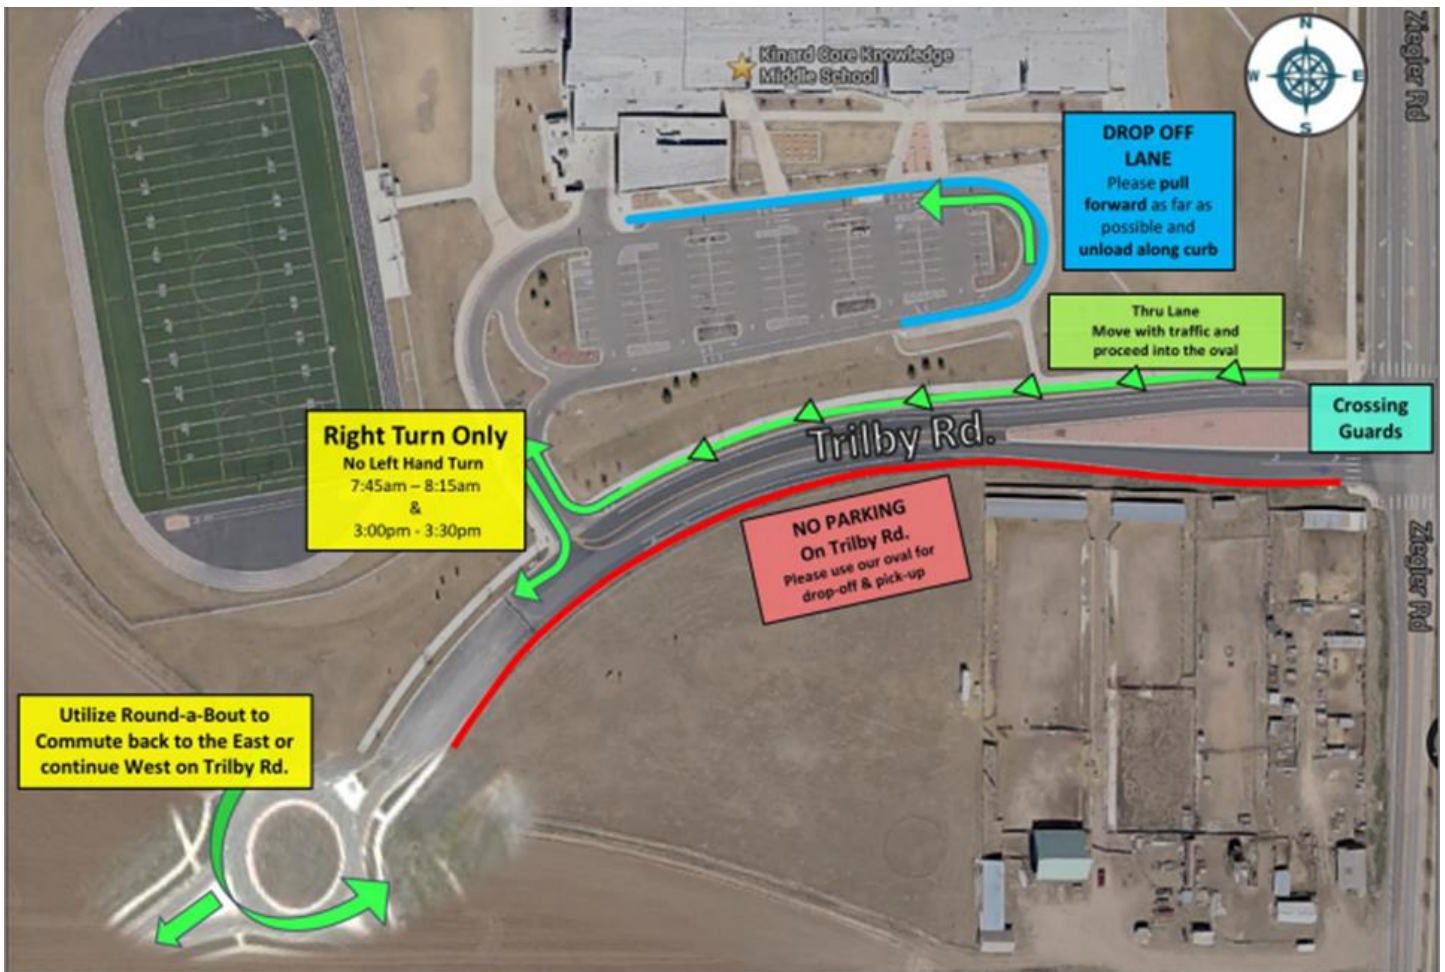 Kinard Core Knowledge
Middle School
N
W
E
S
Ziegler Rd
DROP OFF
LANE
Please pull
forward as far as
possible and
unload along curb
Thru Lane
Move with traffic and
proceed into the oval
Crossing
Guards
Trilby Rd.
Right Turn Only
No Left Hand Turn
7:45am – 8:15am
&
3:00pm - 3:30pm
NO PARKING
On Trilby Rd.
Please use our oval for
drop-off & pick-up
Ziegler Rd
Utilize Round-a-Bout to
Commute back to the East or
continue West on Trilby Rd.